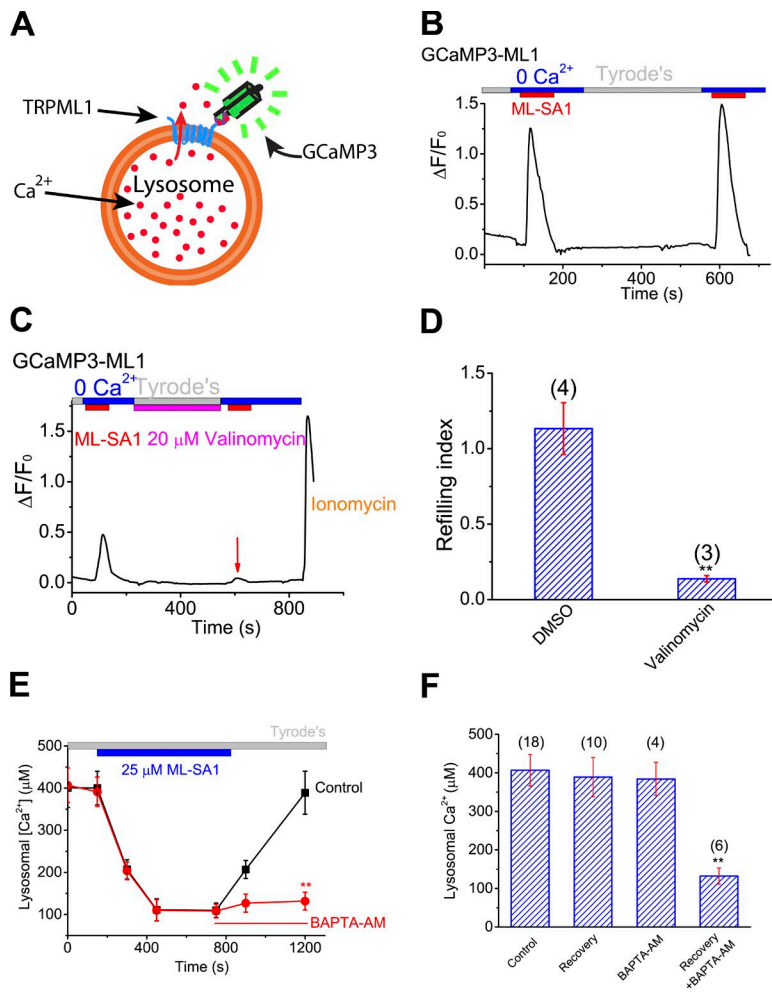 A
TRPML1
GCaMP3
Lysosome
Ca²⁺
B
GCaMP3-ML1
0 Ca²⁺ Tyrode's
ML-SA1
ΔF/F₀
1.5
1.0
0.5
0.0
200 400 600
Time (s)
C
GCaMP3-ML1
0 Ca²⁺ Tyrode's
ML-SA1 20 μM Valinomycin
Ionomycin
ΔF/F₀
1.5
1.0
0.5
0.0
0 400 800
Time (s)
D
Refilling index
1.5
1.0
0.5
0.0
(4)
(3)
**
DMSO
Valinomycin
E
Tyrode's
25 μM ML-SA1
Control
**
BAPTA-AM
Lysosomal [Ca²⁺] (μM)
500
400
300
200
100
0 400 800 1200
Time (s)
F
Lysosomal Ca²⁺ (μM)
500
400
300
200
100
0
(18) (10) (4)
(6)
**
Control
Recovery
BAPTA-AM
Recovery
+BAPTA-AM